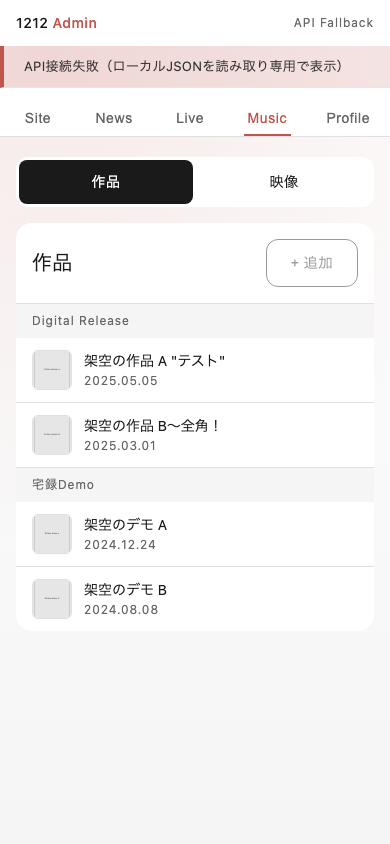 1212 Admin
API Fallback
API接続失敗（ローカルJSONを読み取り専用で表示）
Site
News
Live
Music
Profile
作品
映像
作品
+ 追加
Digital Release
架空の作品 A "テスト"
2025.05.05
架空の作品 B〜全角！
2025.03.01
宅録Demo
架空のデモ A
2024.12.24
架空のデモ B
2024.08.08